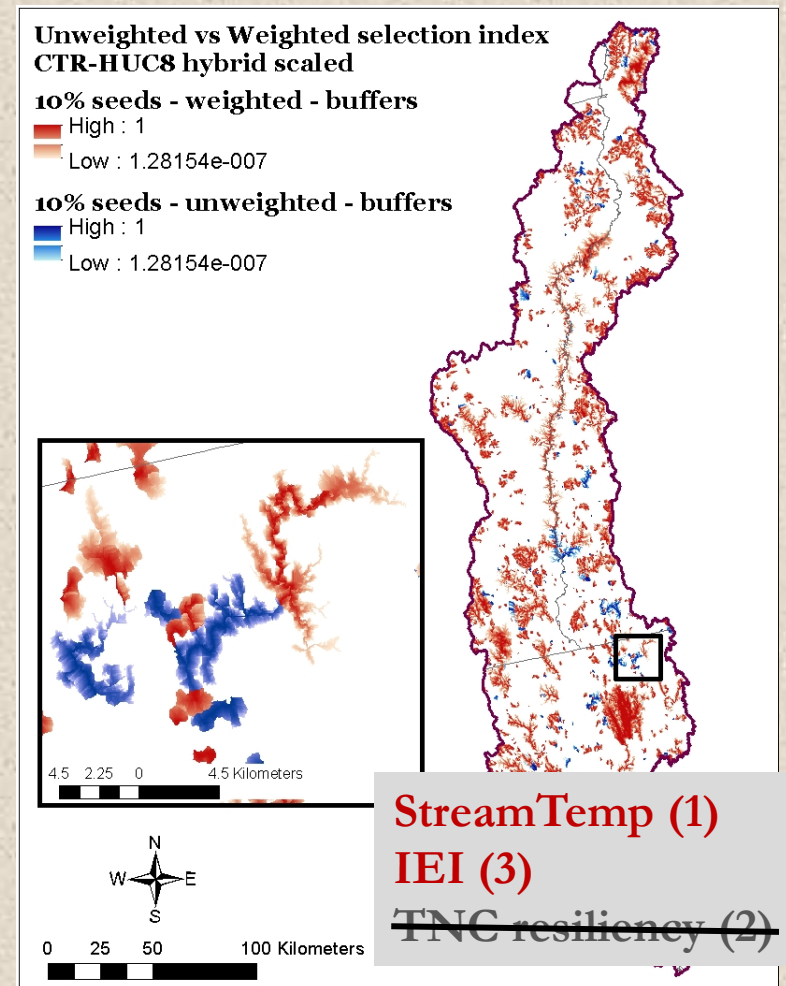 Unweighted vs Weighted selection index
CTR-HUC8 hybrid scaled
10% seeds - weighted - buffers
High : 1
Low : 1.28154e-007
10% seeds - unweighted - buffers
High : 1
Low : 1.28154e-007
4.5 2.25 0 4.5 Kilometers
N
W E
S
0 25 50 100 Kilometers
StreamTemp (1)
IEI (3)
TNC resiliency (2)